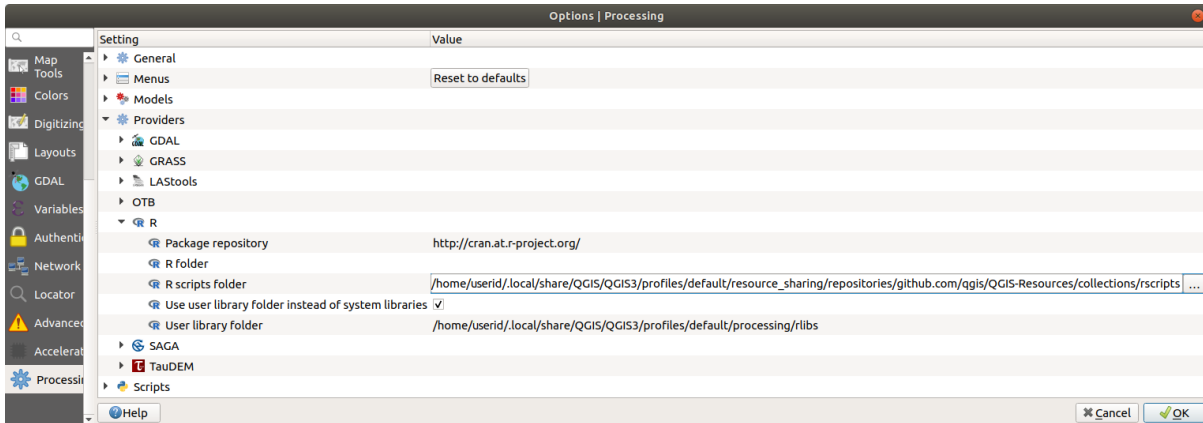 Options | Processing
Setting Value
Map Tools
Colors
Digitizing
Layouts
GDAL
Variables
Authenti
Network
Locator
Advanced
Accelerat
Processin
General
Menus Reset to defaults
Models
Providers
GDAL
GRASS
LAStools
OTB
R
Package repository http://cran.at.r-project.org/
R folder
R scripts folder /home/userid/.local/share/QGIS/QGIS3/profiles/default/resource_sharing/repositories/github.com/qgis/QGIS-Resources/collections/rscripts ...
Use user library folder instead of system libraries
User library folder /home/userid/.local/share/QGIS/QGIS3/profiles/default/processing/rlibs
SAGA
TauDEM
Scripts
Help Cancel OK